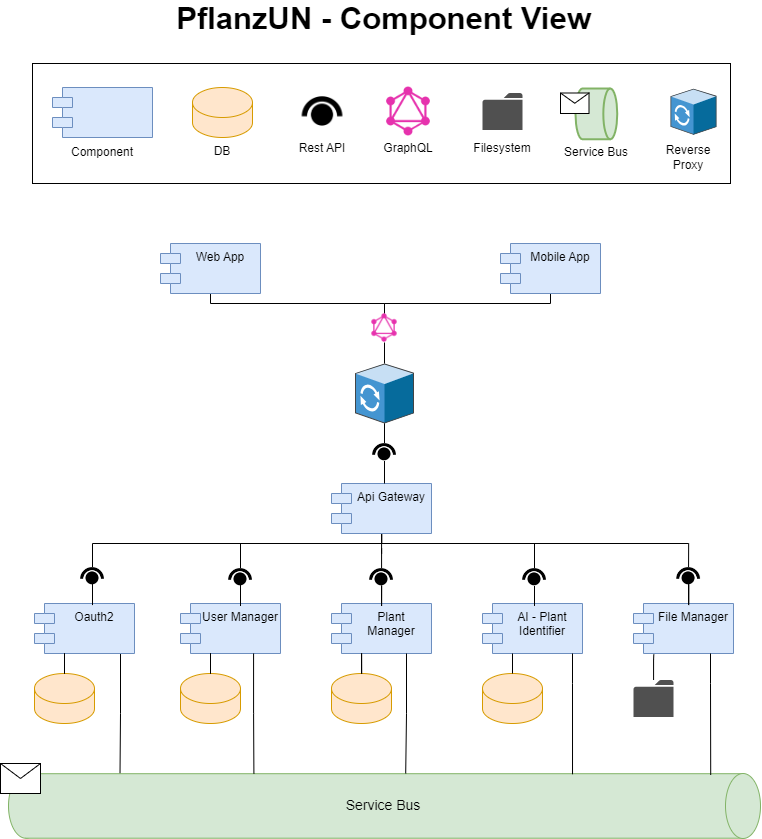 PflanzUN - Component View
Component
DB
Rest API
GraphQL
Filesystem
Service Bus
Reverse
Proxy
Web App
Mobile App
Api Gateway
Oauth2
User Manager
Plant
Manager
AI - Plant
Identifier
File Manager
Service Bus